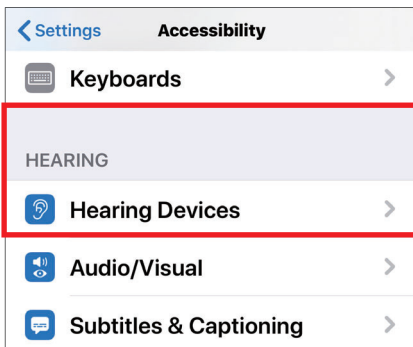 Settings Accessibility
Keyboards
HEARING
Hearing Devices
Audio/Visual
Subtitles & Captioning